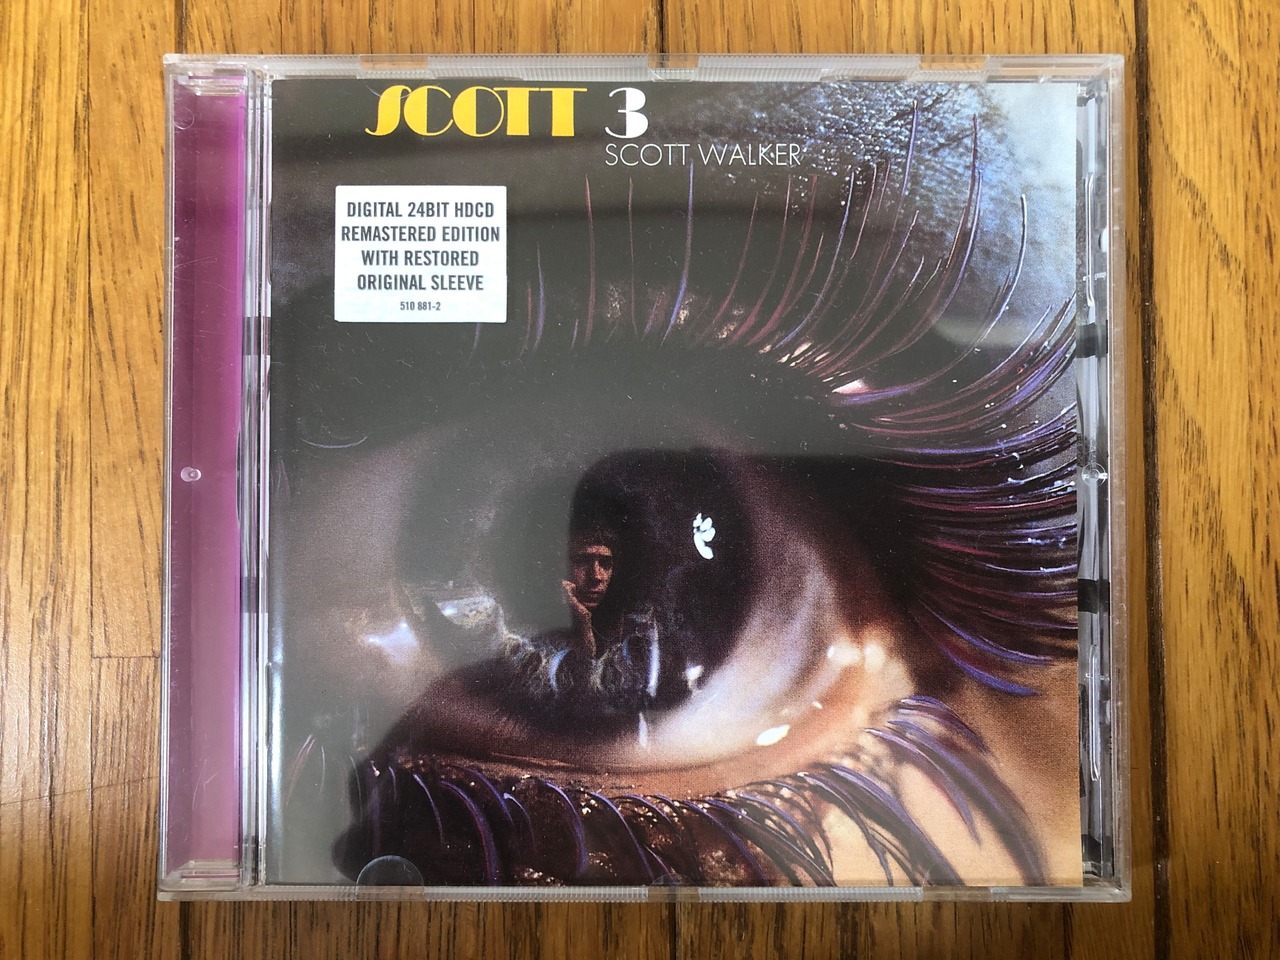 SCOTT 3
SCOTT WALKER
DIGITAL 24BIT HDCD
REMASTERED EDITION
WITH RESTORED
ORIGINAL SLEEVE
510 881-2